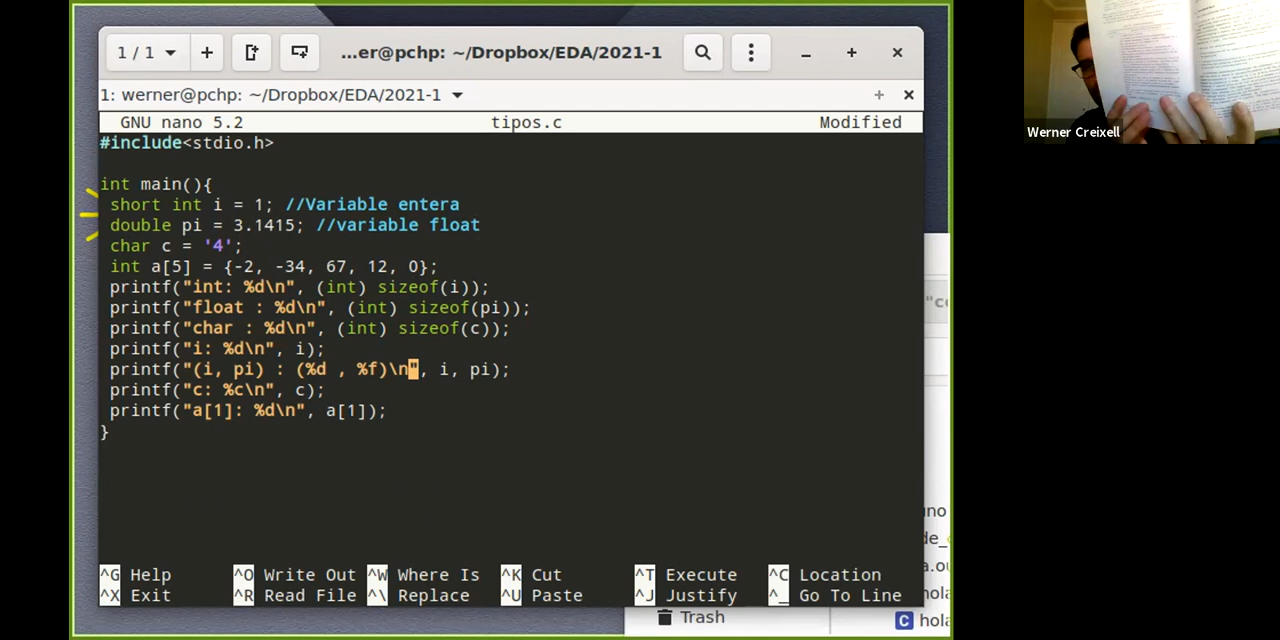 1 / 1
...er@pchp: ~/Dropbox/EDA/2021-1
1: werner@pchp: ~/Dropbox/EDA/2021-1
GNU nano 5.2 tipos.c Modified
#include<stdio.h>
int main(){
short int i = 1; //Variable entera
double pi = 3.1415; //variable float
char c = '4';
int a[5] = {-2, -34, 67, 12, 0};
printf("int: %d\n", (int) sizeof(i));
printf("float : %d\n", (int) sizeof(pi));
printf("char : %d\n", (int) sizeof(c));
printf("i: %d\n", i);
printf("(i, pi) : (%d , %f)\n", i, pi);
printf("c: %c\n", c);
printf("a[1]: %d\n", a[1]);
}
^G Help ^O Write Out ^W Where Is ^K Cut ^T Execute ^C Location
^X Exit ^R Read File ^\ Replace ^U Paste ^J Justify ^_ Go To Line
Trash
Werner Creixell